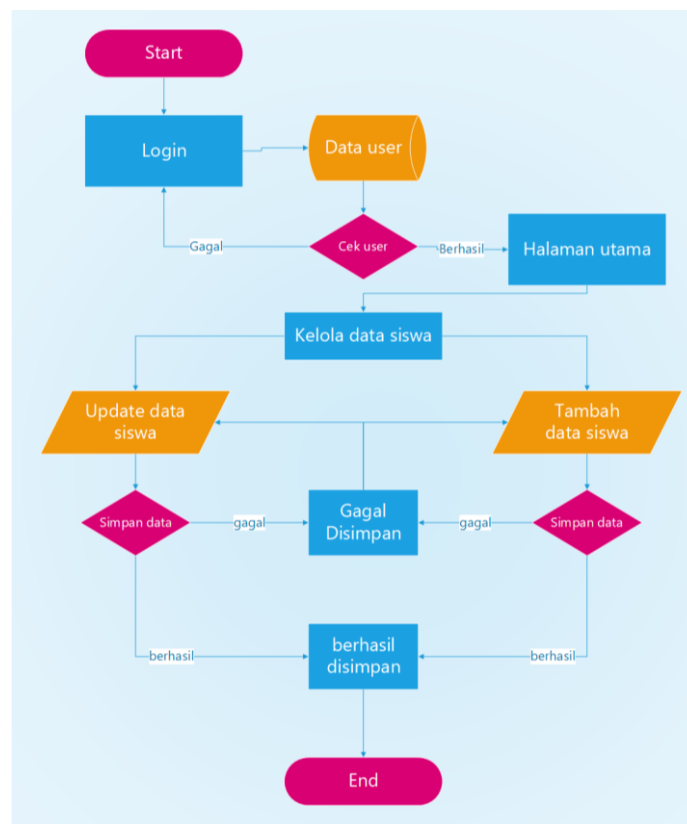 Start
Login
Data user
Gagal
Cek user
Berhasil
Halaman utama
Kelola data siswa
Update data
siswa
Tambah
data siswa
Simpan data
gagal
Gagal
Disimpan
gagal
Simpan data
berhasil
berhasil
disimpan
berhasil
End